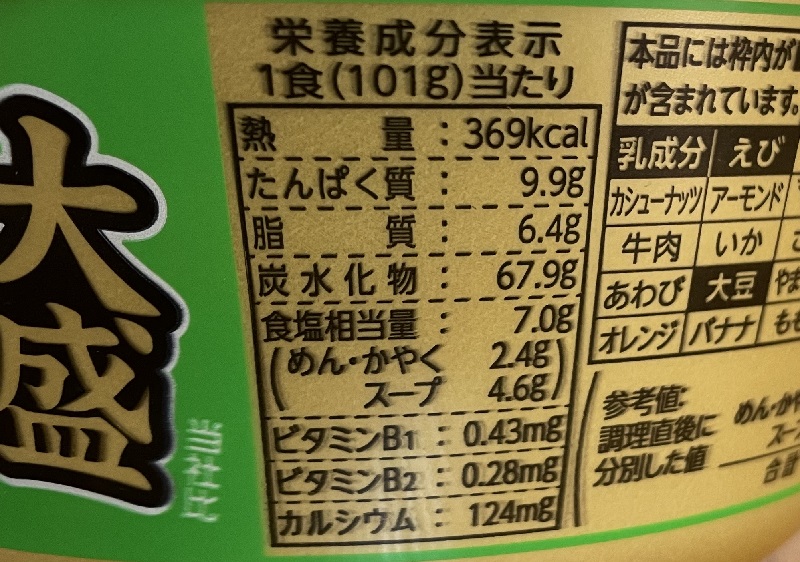 大盛
当社比
栄養成分表示
1食(101g)当たり
熱量:369kcal
たんぱく質:9.9g
脂質:6.4g
炭水化物:67.9g
食塩相当量:7.0g
(めん・かやく 2.4g
スープ 4.6g)
ビタミンB1:0.43mg
ビタミンB2:0.28mg
カルシウム:124mg
本品には枠内が
が含まれています。
乳成分 えび
カシューナッツ アーモンド
牛肉 いか
あわび 大豆 やま
オレンジ バナナ もも
参考値:
調理直後に
分別した値
めん・かや
スー
合計